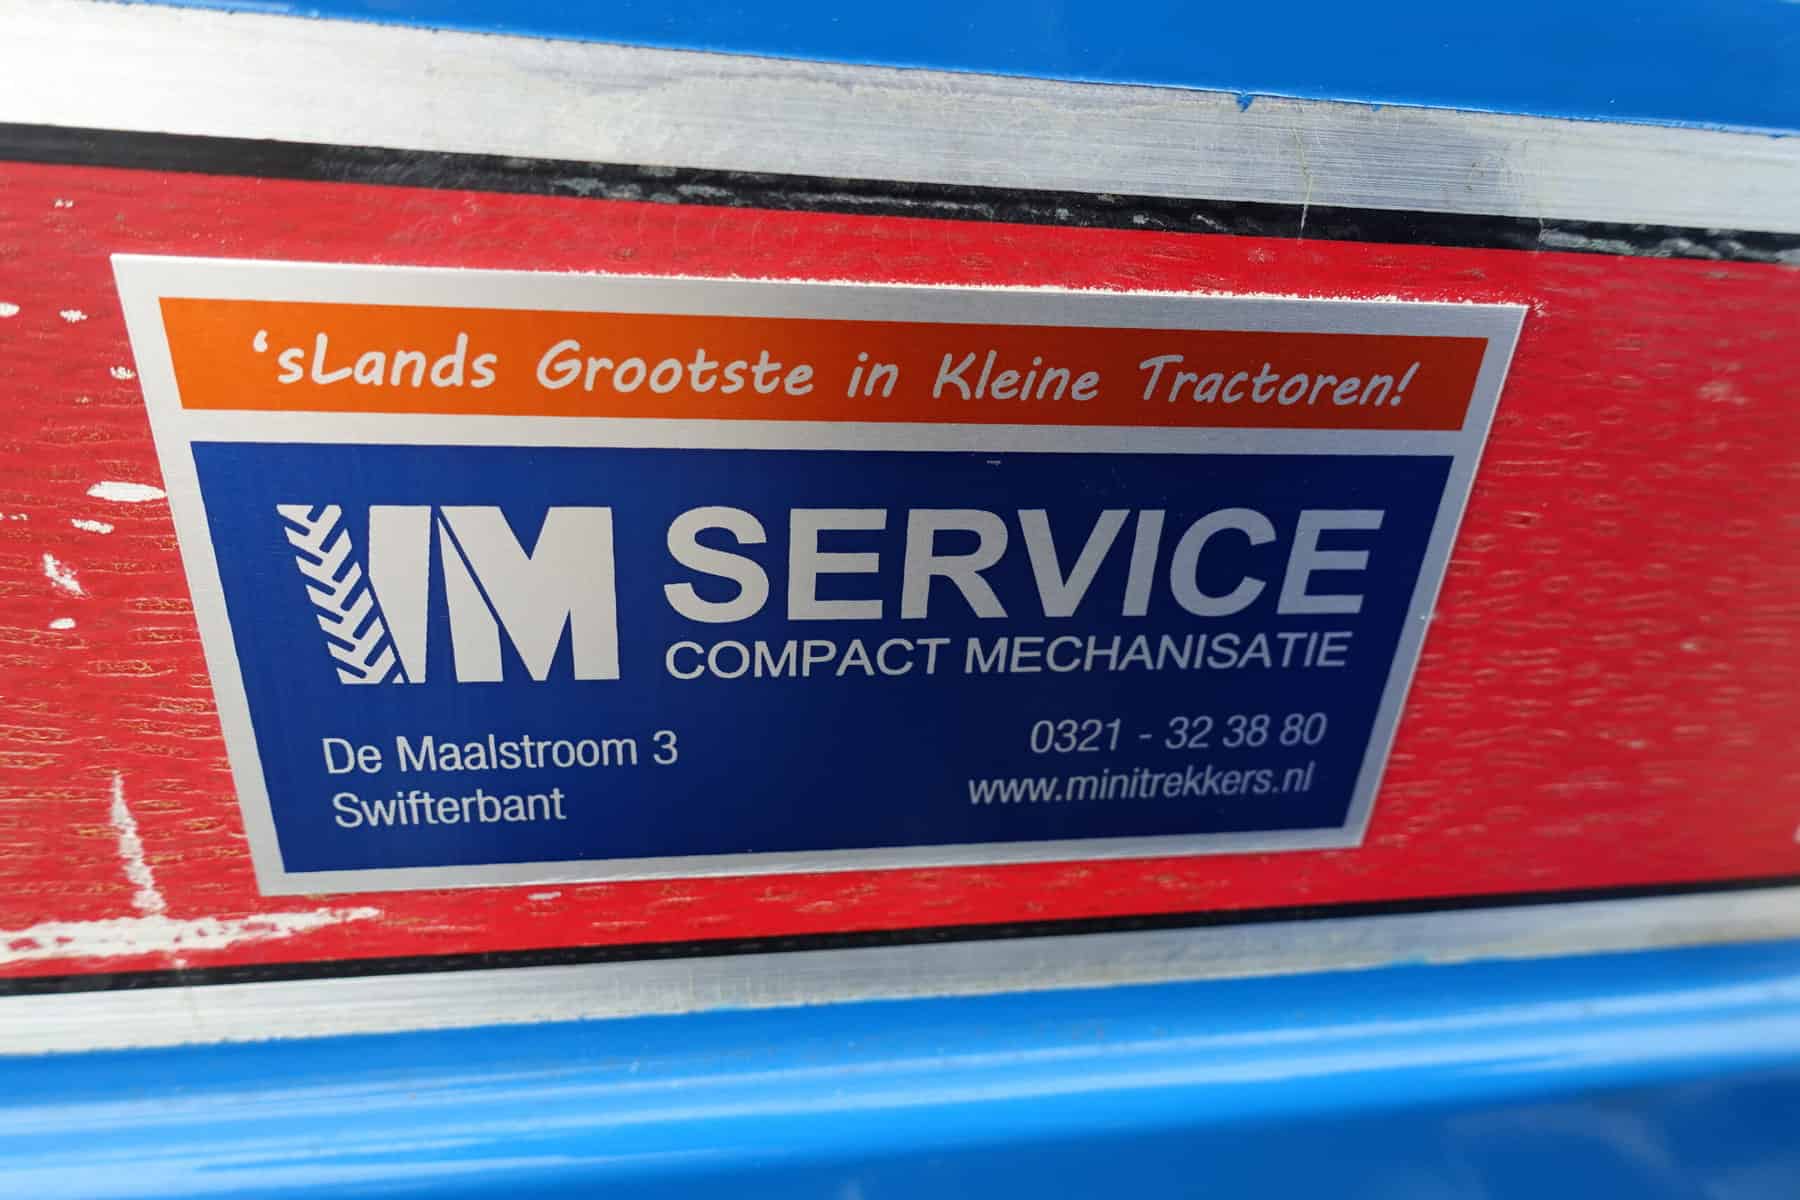 ‘sLands Grootste in Kleine Tractoren!
IM SERVICE
COMPACT MECHANISATIE
De Maalstroom 3
Swifterbant
0321 - 32 38 80
www.minitrekkers.nl